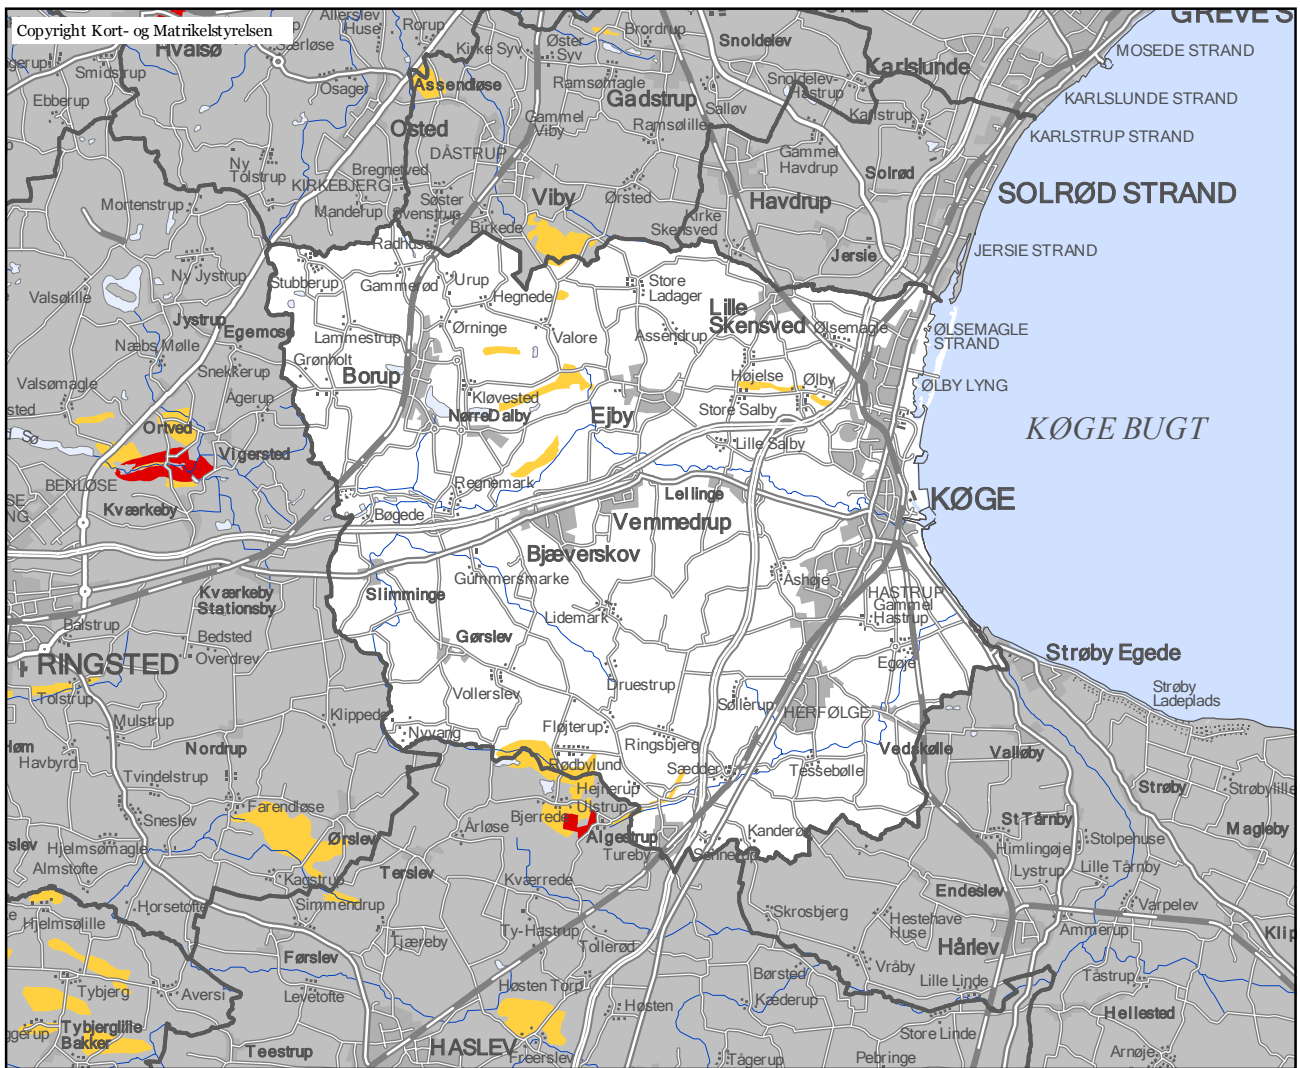 Copyright Kort- og Matrikelstyrelsen
Hvalsø
Allerslev
Huse
Rorup
Særløse
Kirke Syv
Øster
Syv
Brordrup
Snoldelev
GREVE S
MOSEDE STRAND
Smidstrup
Ebberup
Osager
Assendløse
Ramsømagle
Gadstrup
Snoldelev-
Håstrup
Karlslunde
KARLSLUNDE STRAND
Salløv
Karlstrup
Osted
Gammel
Viby
Ramsølille
KARLSTRUP STRAND
DÅSTRUP
Ny
Tolstrup
Bregnetved
KIRKEBJERG
Gammel
Havdrup
Solrød
Mortenstrup
Manderup
Søster
Svenstrup
Viby
Ørsted
Havdrup
SOLRØD STRAND
Birkede
Kirke
Skensved
Radhuse
Jersie
JERSIE STRAND
Ny Jystrup
Valsølille
Stubberup
Gammerød
Urup
Hegnede
Store
Ladager
Jystrup
Egemose
Lammestrup
Ørninge
Valore
Assendrup
Lille
Skensved
Ølsemagle
ØLSEMAGLE
STRAND
Næbs Mølle
Snekkerup
Grønholt
Borup
Valsømagle
Ågerup
Kløvested
Højelse
Ølby
ØLBY LYNG
Ortved
NørreDalby
Ejby
Store Salby
KØGE BUGT
Sø
Vigersted
Lille Salby
BENLØSE
Kværkeby
Regnemark
Bøgede
Lellinge
Vemmedrup
KØGE
Bjæverskov
Gummersmarke
Åshøje
Kværkeby
Stationsby
Slimminge
HASTRUP
Gammel
Hastrup
Lidemark
Balstrup
Bedsted
Overdrev
Gørslev
RINGSTED
Egøje
Strøby Egede
Tolstrup
Vollerslev
Druestrup
Søllerup
Strøby
Ladeplads
Mulstrup
Klippede
Nyvang
Fløjterup
HERFØLGE
Havbyrd
Nordrup
Ringsbjerg
Vedskølle
Valløby
Tvindelstrup
Rødbylund
Sædder
Tessebølle
Strøby
Strøbylille
Hejnerup
Ulstrup
Farendløse
Bjerrede
Sneslev
Årløse
Algestrup
Kanderød
St Tårnby
Magleby
Ørslev
Hjelmsømagle
Tureby
Himlingøje
Stolpehuse
Almstofte
Kagstrup
Terslev
Kværrede
Lystrup
Lille Tårnby
Endeslev
Hjelmsølille
Horsetofte
Simmendrup
Skrosbjerg
Hestehave
Huse
Varpelev
Ty-Hastrup
Tjæreby
Tollerød
Hårlev
Ammerup
Klip
Førslev
Børsted
Vråby
Tåstrup
Tybjerg
Aversi
Levetofte
Høsten Torp
Høsten
Kæderup
Lille Linde
Hellested
Tybjerglille
Bakker
Store Linde
Teestrup
HASLEV
Freerslev
Tågerup
Pebringe
Arnøje